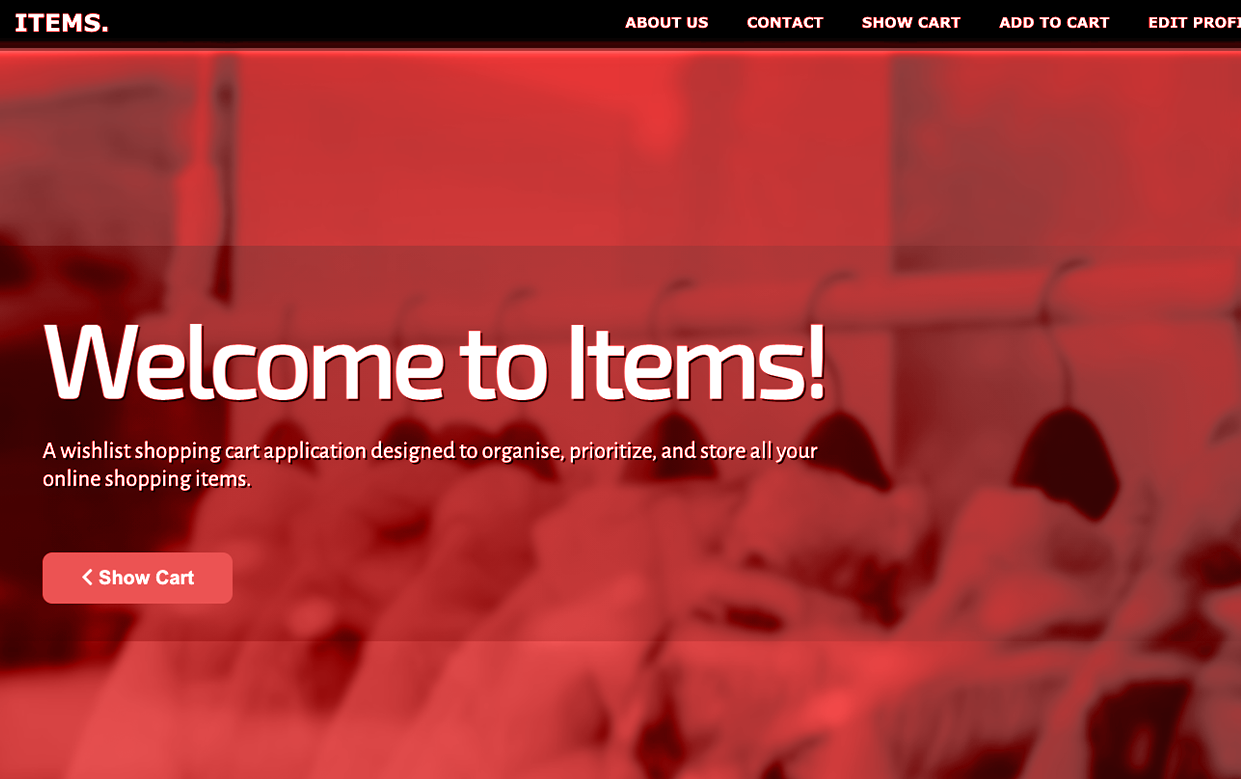 ITEMS.
ABOUT US CONTACT SHOW CART ADD TO CART EDIT PROFI
Welcome to Items!
A wishlist shopping cart application designed to organise, prioritize, and store all your
online shopping items.
Show Cart